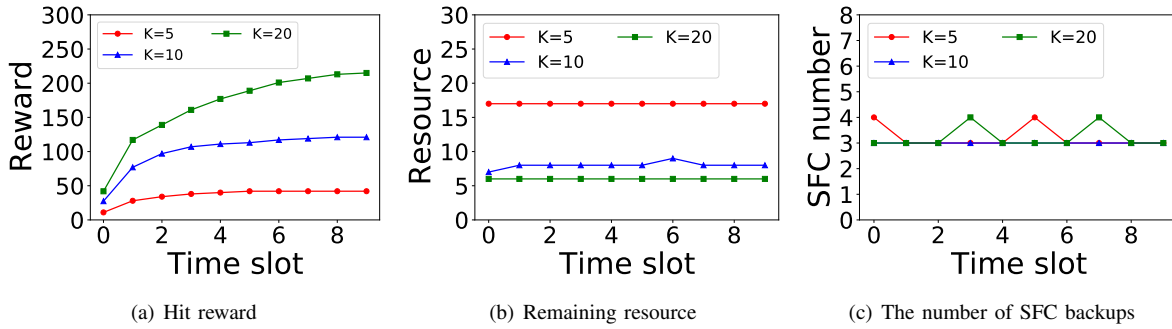 300
250
200
150
100
50
0
Reward
K=5
K=10
K=20
0 2 4 6 8
Time slot
(a) Hit reward
30
25
20
15
10
5
0
Resource
K=5
K=10
K=20
0 2 4 6 8
Time slot
(b) Remaining resource
8
7
6
5
4
3
2
1
0
SFC number
K=5
K=10
K=20
0 2 4 6 8
Time slot
(c) The number of SFC backups